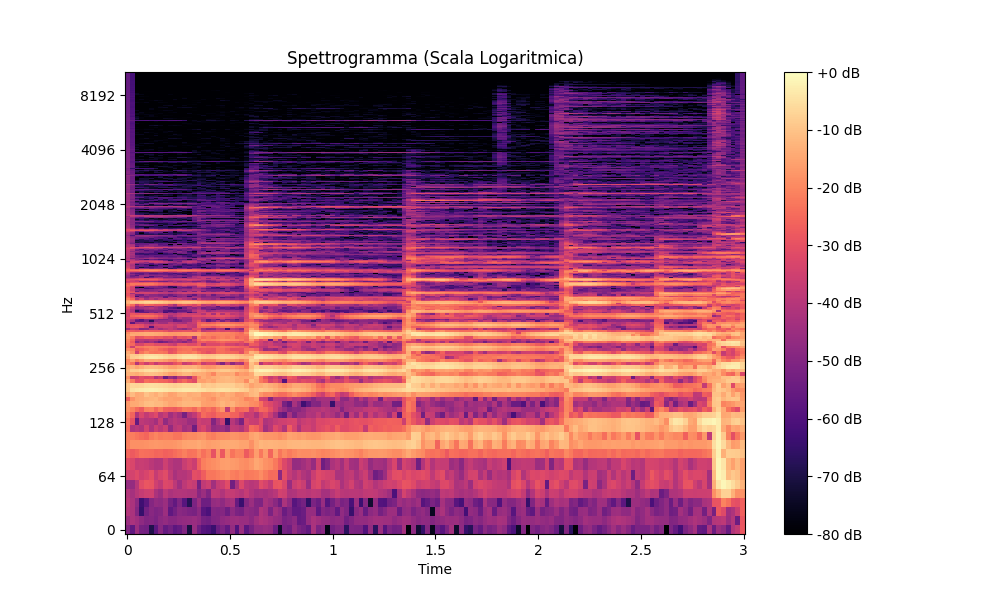 Spettrogramma (Scala Logaritmica)
Hz
8192
4096
2048
1024
512
256
128
64
0
0
0.5
1
1.5
2
2.5
3
Time
+0 dB
-10 dB
-20 dB
-30 dB
-40 dB
-50 dB
-60 dB
-70 dB
-80 dB